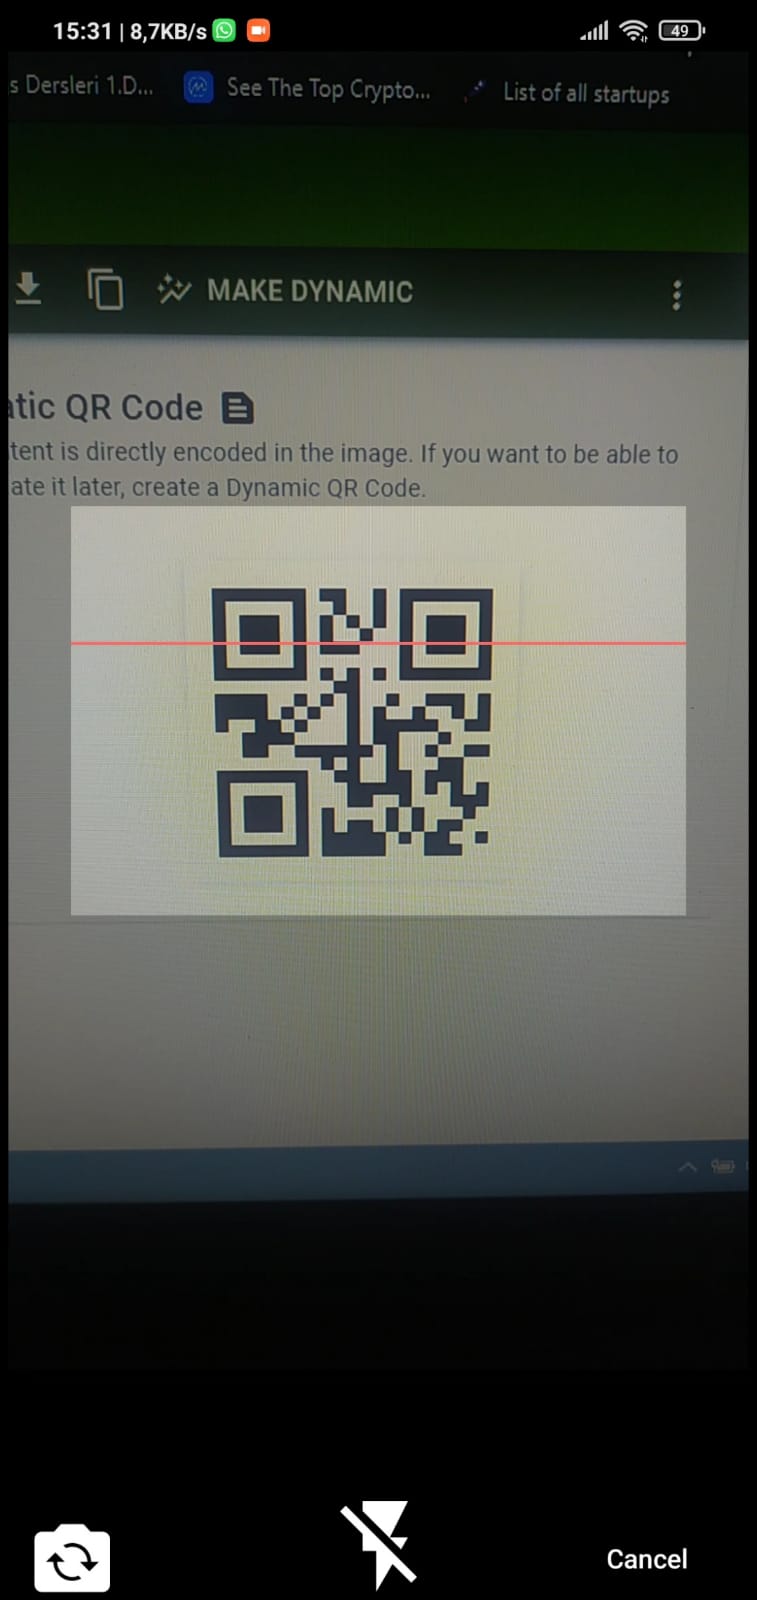 15:31 | 8,7KB/s
49
s Dersleri 1.D...
See The Top Crypto...
List of all startups
MAKE DYNAMIC
atic QR Code
tent is directly encoded in the image. If you want to be able to
ate it later, create a Dynamic QR Code.
Cancel